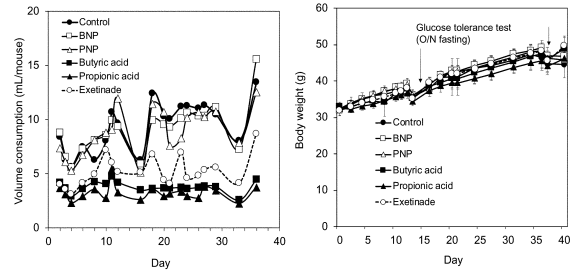 Volume consumption (mL/mouse)
20
15
10
5
0
0
10
20
30
40
Day
Control
BNP
PNP
Butyric acid
Propionic acid
Exetinade
Body weight (g)
60
50
40
30
20
10
0
0
5
10
15
20
25
30
35
40
Day
Glucose tolerance test
(O/N fasting)
Control
BNP
PNP
Butyric acid
Propionic acid
Exetinade